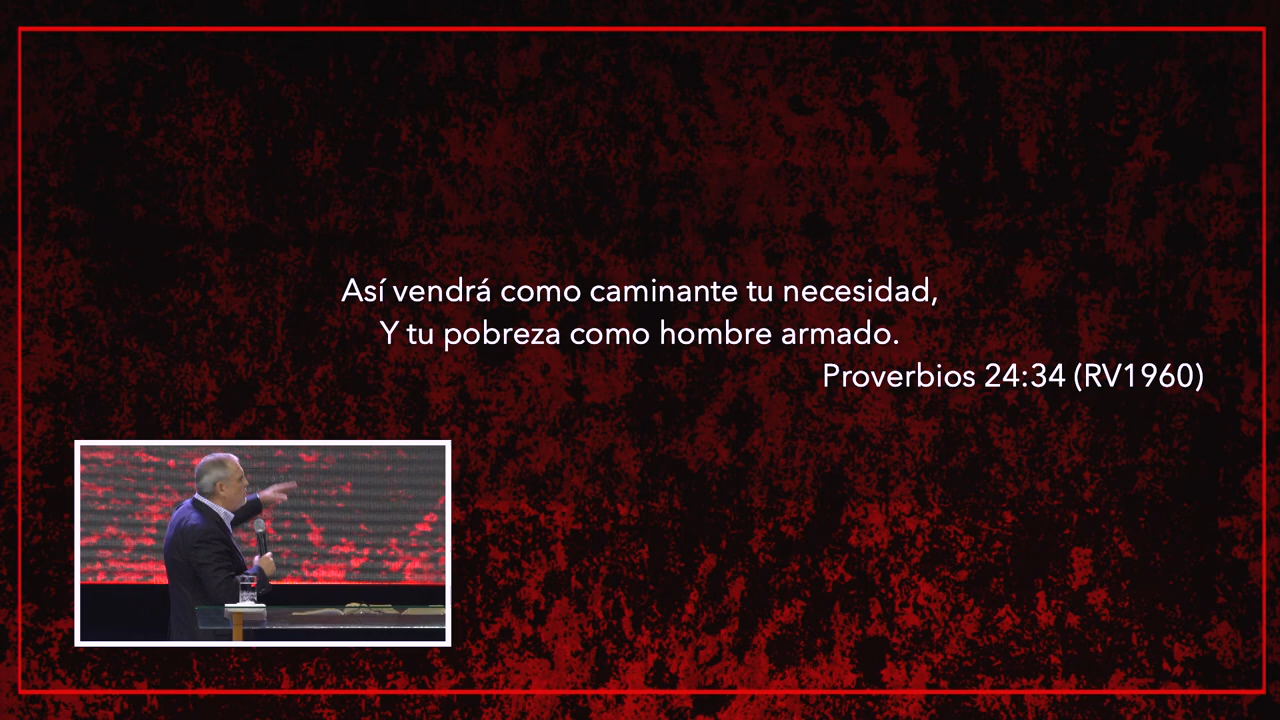 Así vendrá como caminante tu necesidad,
Y tu pobreza como hombre armado.
Proverbios 24:34 (RV1960)